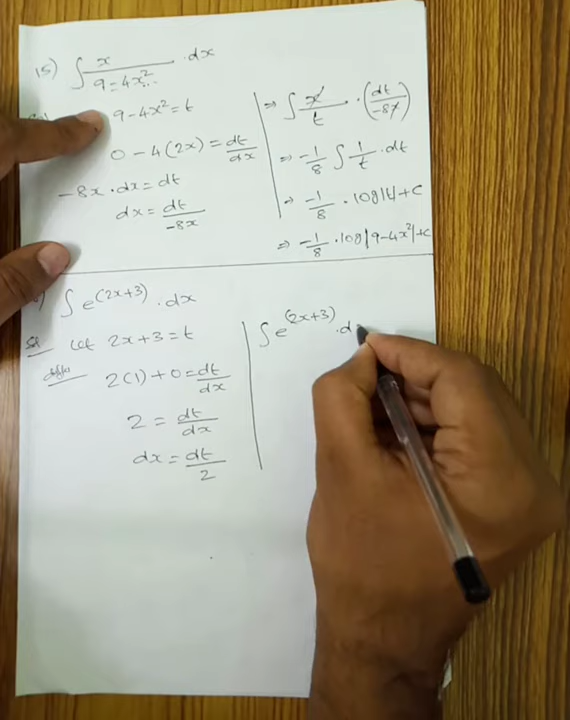 15) ∫ x / 9-4x² · dx
9-4x² = t
0-4(2x) = dt/dx
-8x · dx = dt
dx = dt/-8x
⇒ ∫ x/t · (dt/-8x)
⇒ -1/8 ∫ 1/t · dt
⇒ -1/8 · log|t|+c
⇒ -1/8 · log|9-4x²|+c
) ∫ e^(2x+3) · dx
Sol let 2x+3 = t
2(1)+0 = dt/dx
2 = dt/dx
dx = dt/2
∫ e^(2x+3) · d